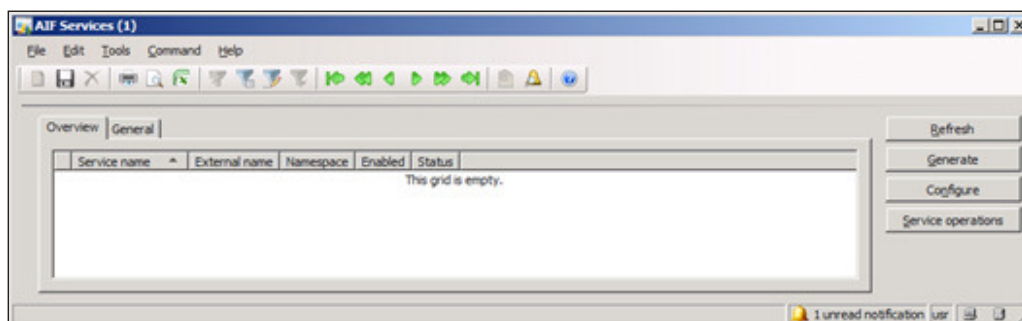 AIF Services (1)
File Edit Tools Command Help
Overview General
Service name External name Namespace Enabled Status
This grid is empty.
Refresh
Generate
Configure
Service operations
1 unread notification usr